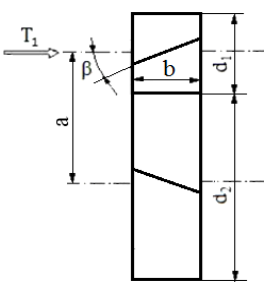 T₁
β
b
d₁
a
d₂